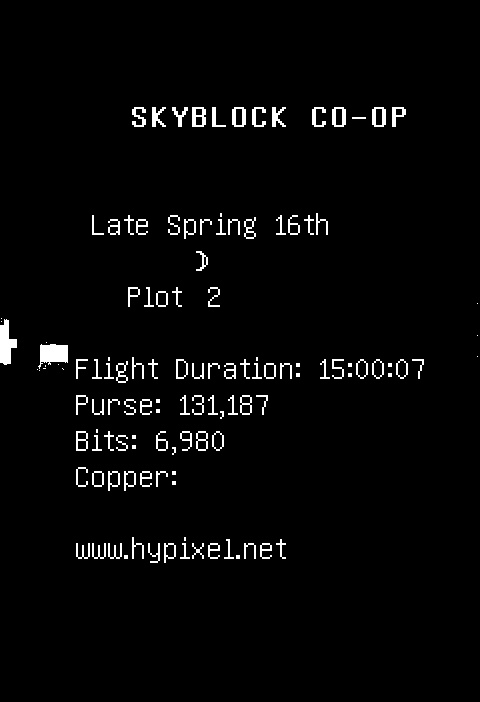 SKYBLOCK CO-OP
Late Spring 16th
☽
Plot 2
Flight Duration: 15:00:07
Purse: 131,187
Bits: 6,980
Copper:
www.hypixel.net